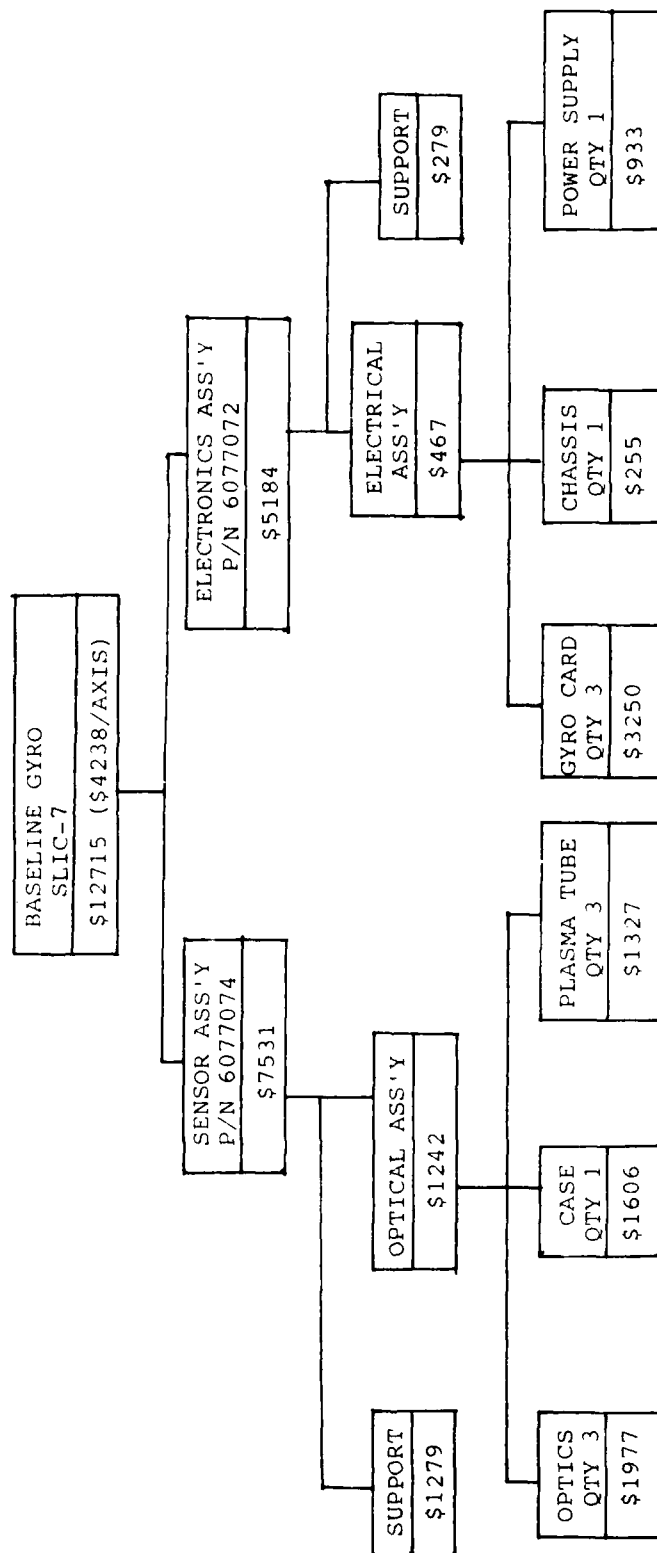 BASELINE GYRO
SLIC-7
$12715 ($4238/AXIS)
SENSOR ASS'Y
P/N 6077074
$7531
ELECTRONICS ASS'Y
P/N 6077072
$5184
SUPPORT
$1279
OPTICAL ASS'Y
$1242
ELECTRICAL
ASS'Y
$467
SUPPORT
$279
OPTICS
QTY 3
$1977
CASE
QTY 1
$1606
PLASMA TUBE
QTY 3
$1327
GYRO CARD
QTY 3
$3250
CHASSIS
QTY 1
$255
POWER SUPPLY
QTY 1
$933